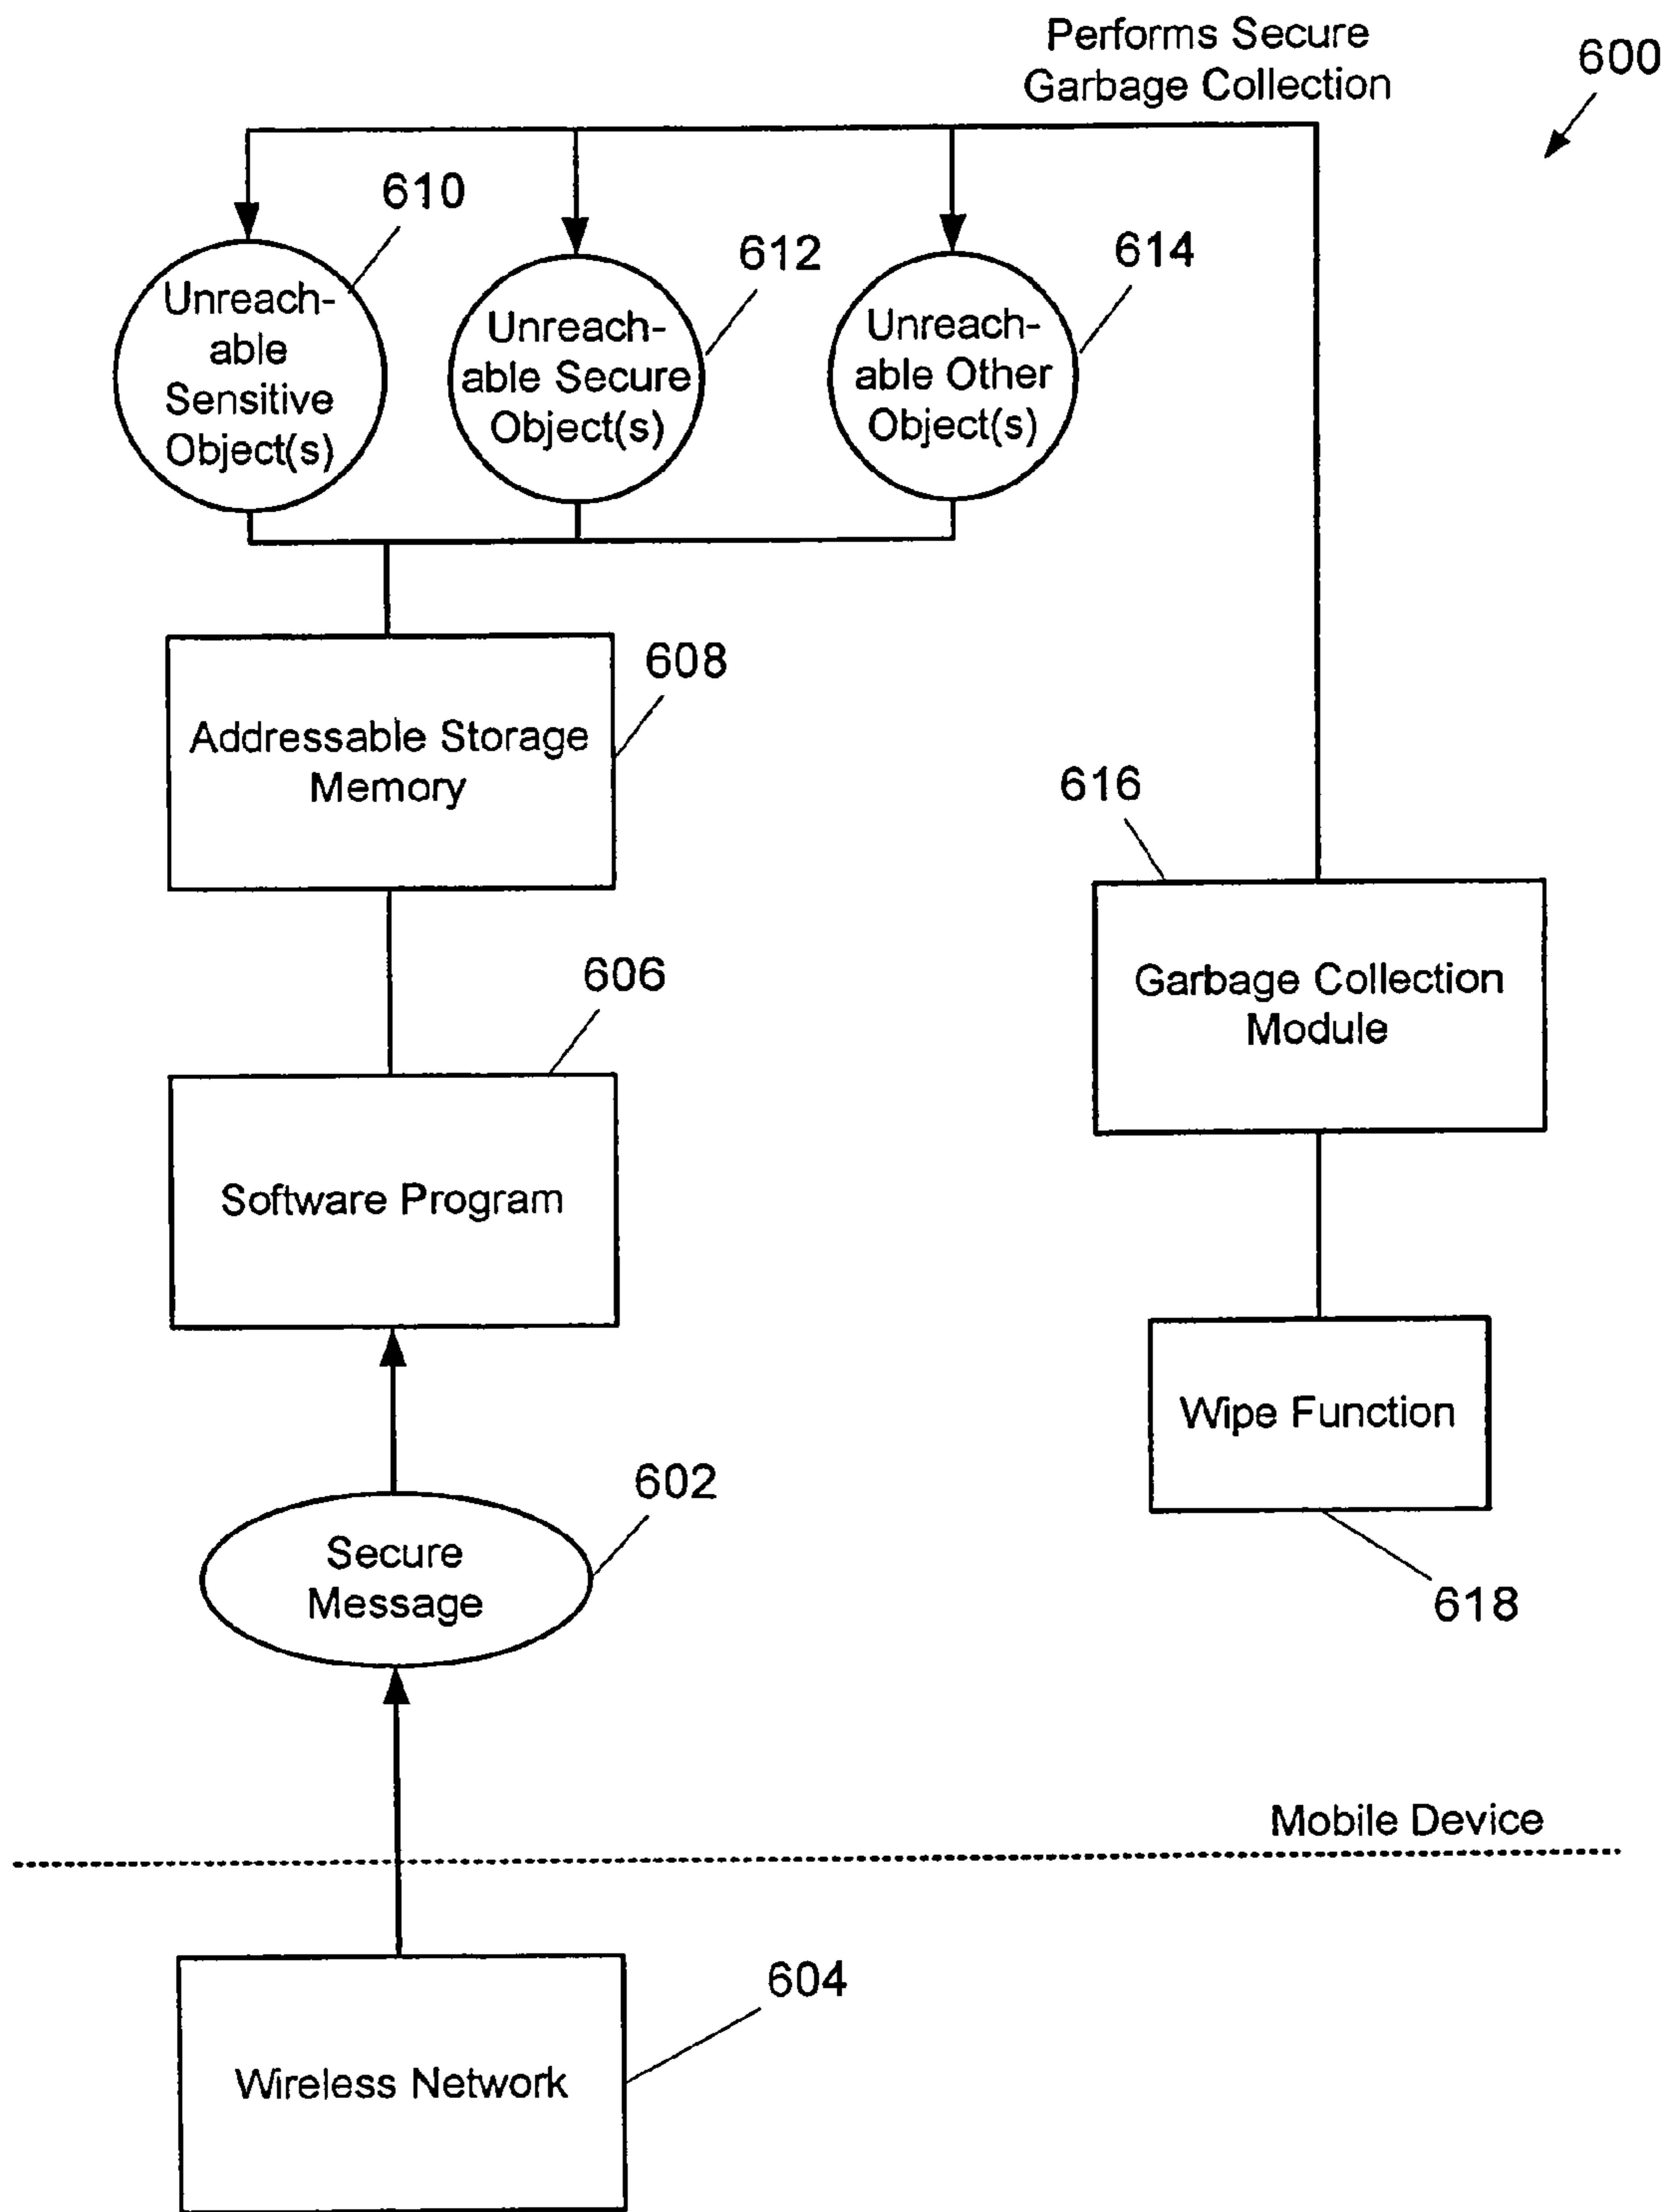 Performs Secure
Garbage Collection
600
610
612
614
Unreach-
able
Sensitive
Object(s)
Unreach-
able Secure
Object(s)
Unreach-
able Other
Object(s)
608
Addressable Storage
Memory
616
Garbage Collection
Module
606
Software Program
Wipe Function
602
Secure
Message
618
Mobile Device
604
Wireless Network